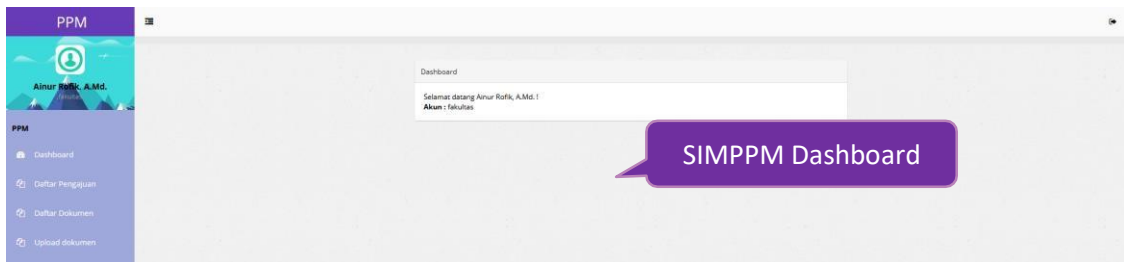 PPM
Ainur Rofik, A.Md.
fakultas
PPM
Dashboard
Daftar Pengajuan
Daftar Dokumen
Upload dokumen
Dashboard
Selamat datang Ainur Rofik, A.Md. !
Akun : fakultas
SIMPPM Dashboard